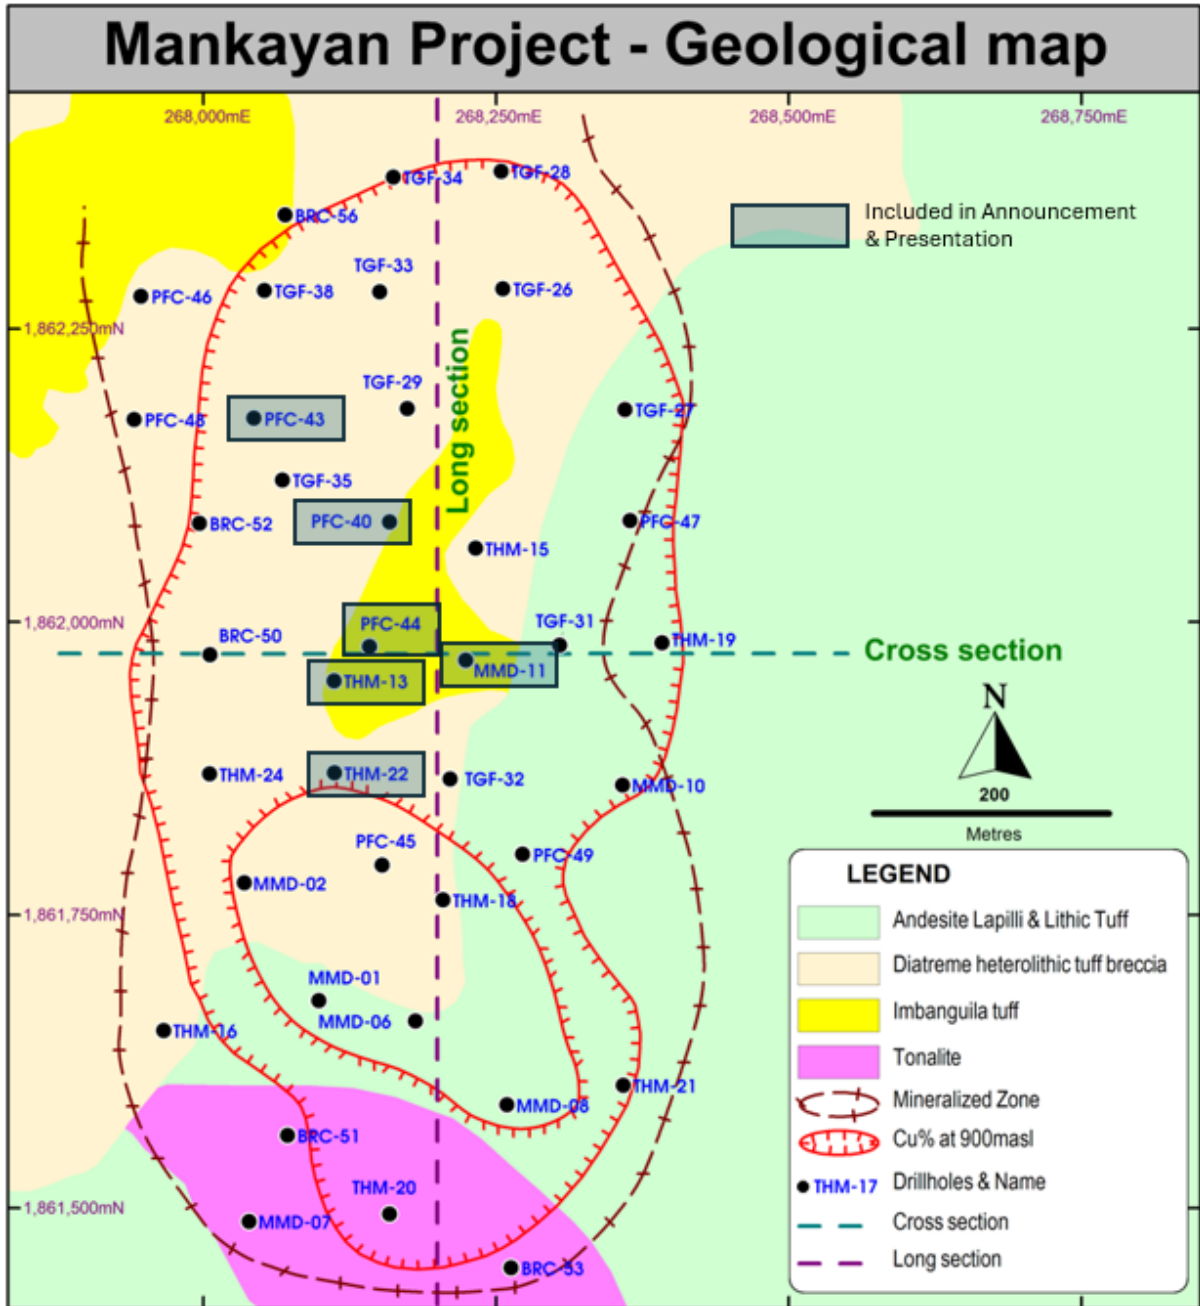 Mankayan Project - Geological map
268,000mE
268,250mE
268,500mE
268,750mE
TGF-34
TGF-28
BRC-56
Included in Announcement
& Presentation
TGF-33
PFC-46
TGF-38
TGF-26
1,862,250mN
Long section
TGF-29
PFC-48
PFC-43
TGF-27
TGF-35
BRC-52
PFC-40
PFC-47
THM-15
1,862,000mN
PFC-44
TGF-31
BRC-50
THM-19
Cross section
MMD-11
THM-13
N
THM-24
THM-22
TGF-32
MMD-10
200
Metres
PFC-45
PFC-49
MMD-02
THM-18
1,861,750mN
MMD-01
MMD-06
THM-16
THM-21
MMD-08
BRC-51
THM-20
1,861,500mN
MMD-07
BRC-53
LEGEND
Andesite Lapilli & Lithic Tuff
Diatreme heterolithic tuff breccia
Imbanguila tuff
Tonalite
Mineralized Zone
Cu% at 900masl
THM-17 Drillholes & Name
Cross section
Long section